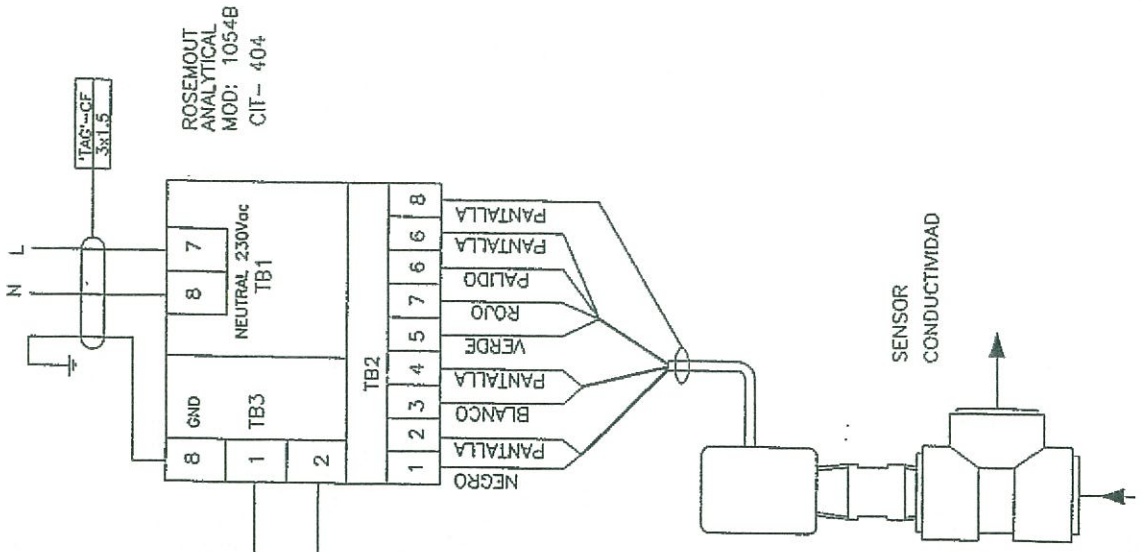 'TAG'-CF
3x1.5
ROSEMOUT
ANALYTICAL
MOD: 1054B
CIT- 404
N
L
8
7
NEUTRAL 230Vac
TB1
8
GND
1
TB3
2
TB2
1
2
3
4
5
7
6
6
8
NEGRO
PANTALLA
BLANCO
PANTALLA
VERDE
ROJO
PALIDO
PANTALLA
PANTALLA
SENSOR
CONDUCTIVIDAD